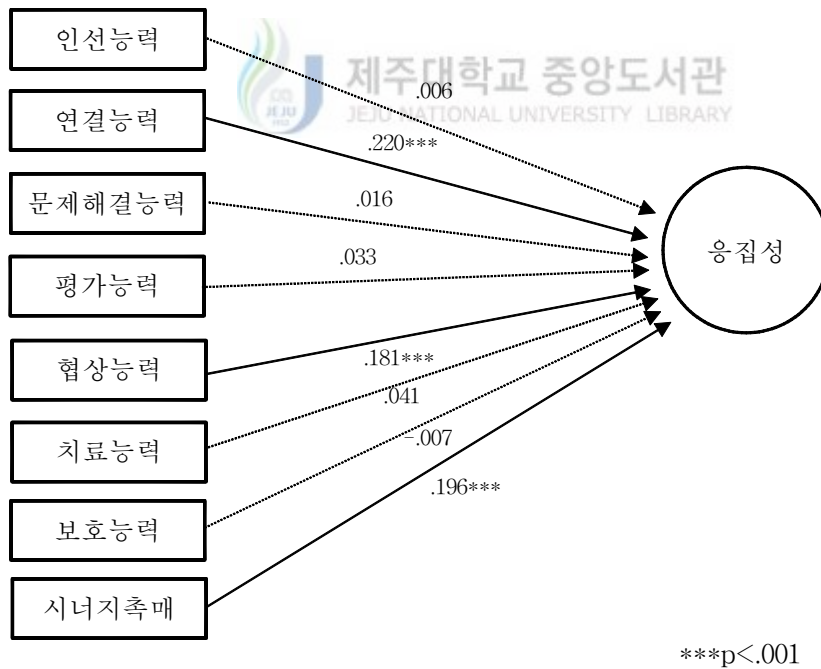 인선능력
제주대학교 중앙도서관
JEJU NATIONAL UNIVERSITY LIBRARY
JEJU
1952
.006
연결능력
.220***
문제해결능력
.016
응집성
평가능력
.033
협상능력
.181***
.041
치료능력
-.007
.196***
보호능력
시너지촉매
***p<.001